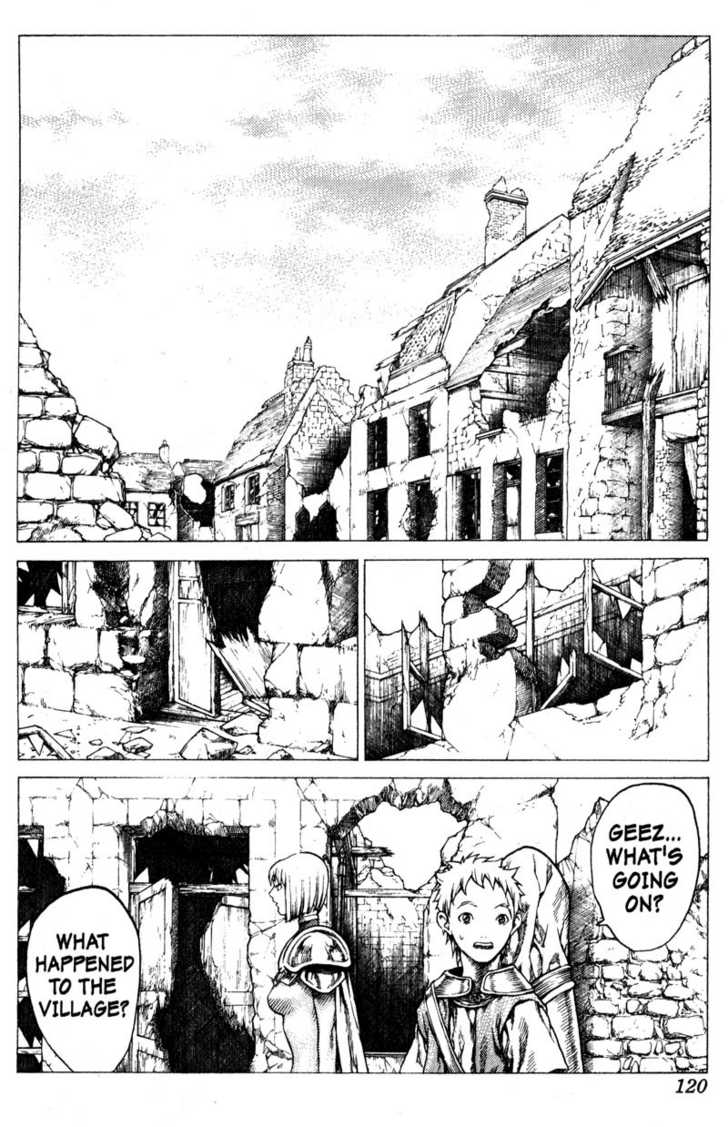 GEEZ...
WHAT'S
GOING
ON?
WHAT
HAPPENED
TO THE
VILLAGE?
120